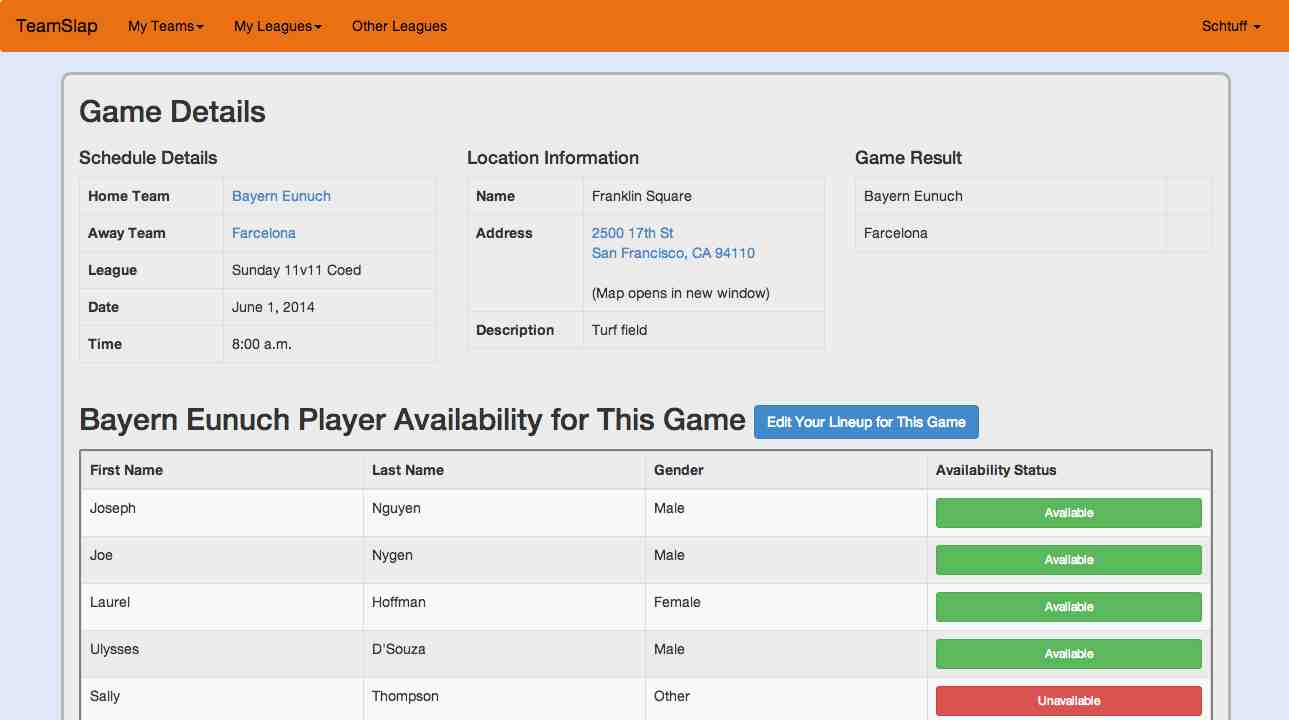 TeamSlap My Teams My Leagues Other Leagues Schtuff
Game Details
Schedule Details
Home Team Bayern Eunuch
Away Team Farcelona
League Sunday 11v11 Coed
Date June 1, 2014
Time 8:00 a.m.
Location Information
Name Franklin Square
Address 2500 17th St
San Francisco, CA 94110
(Map opens in new window)
Description Turf field
Game Result
Bayern Eunuch
Farcelona
Bayern Eunuch Player Availability for This Game Edit Your Lineup for This Game
First Name Last Name Gender Availability Status
Joseph Nguyen Male Available
Joe Nygen Male Available
Laurel Hoffman Female Available
Ulysses D'Souza Male Available
Sally Thompson Other Unavailable